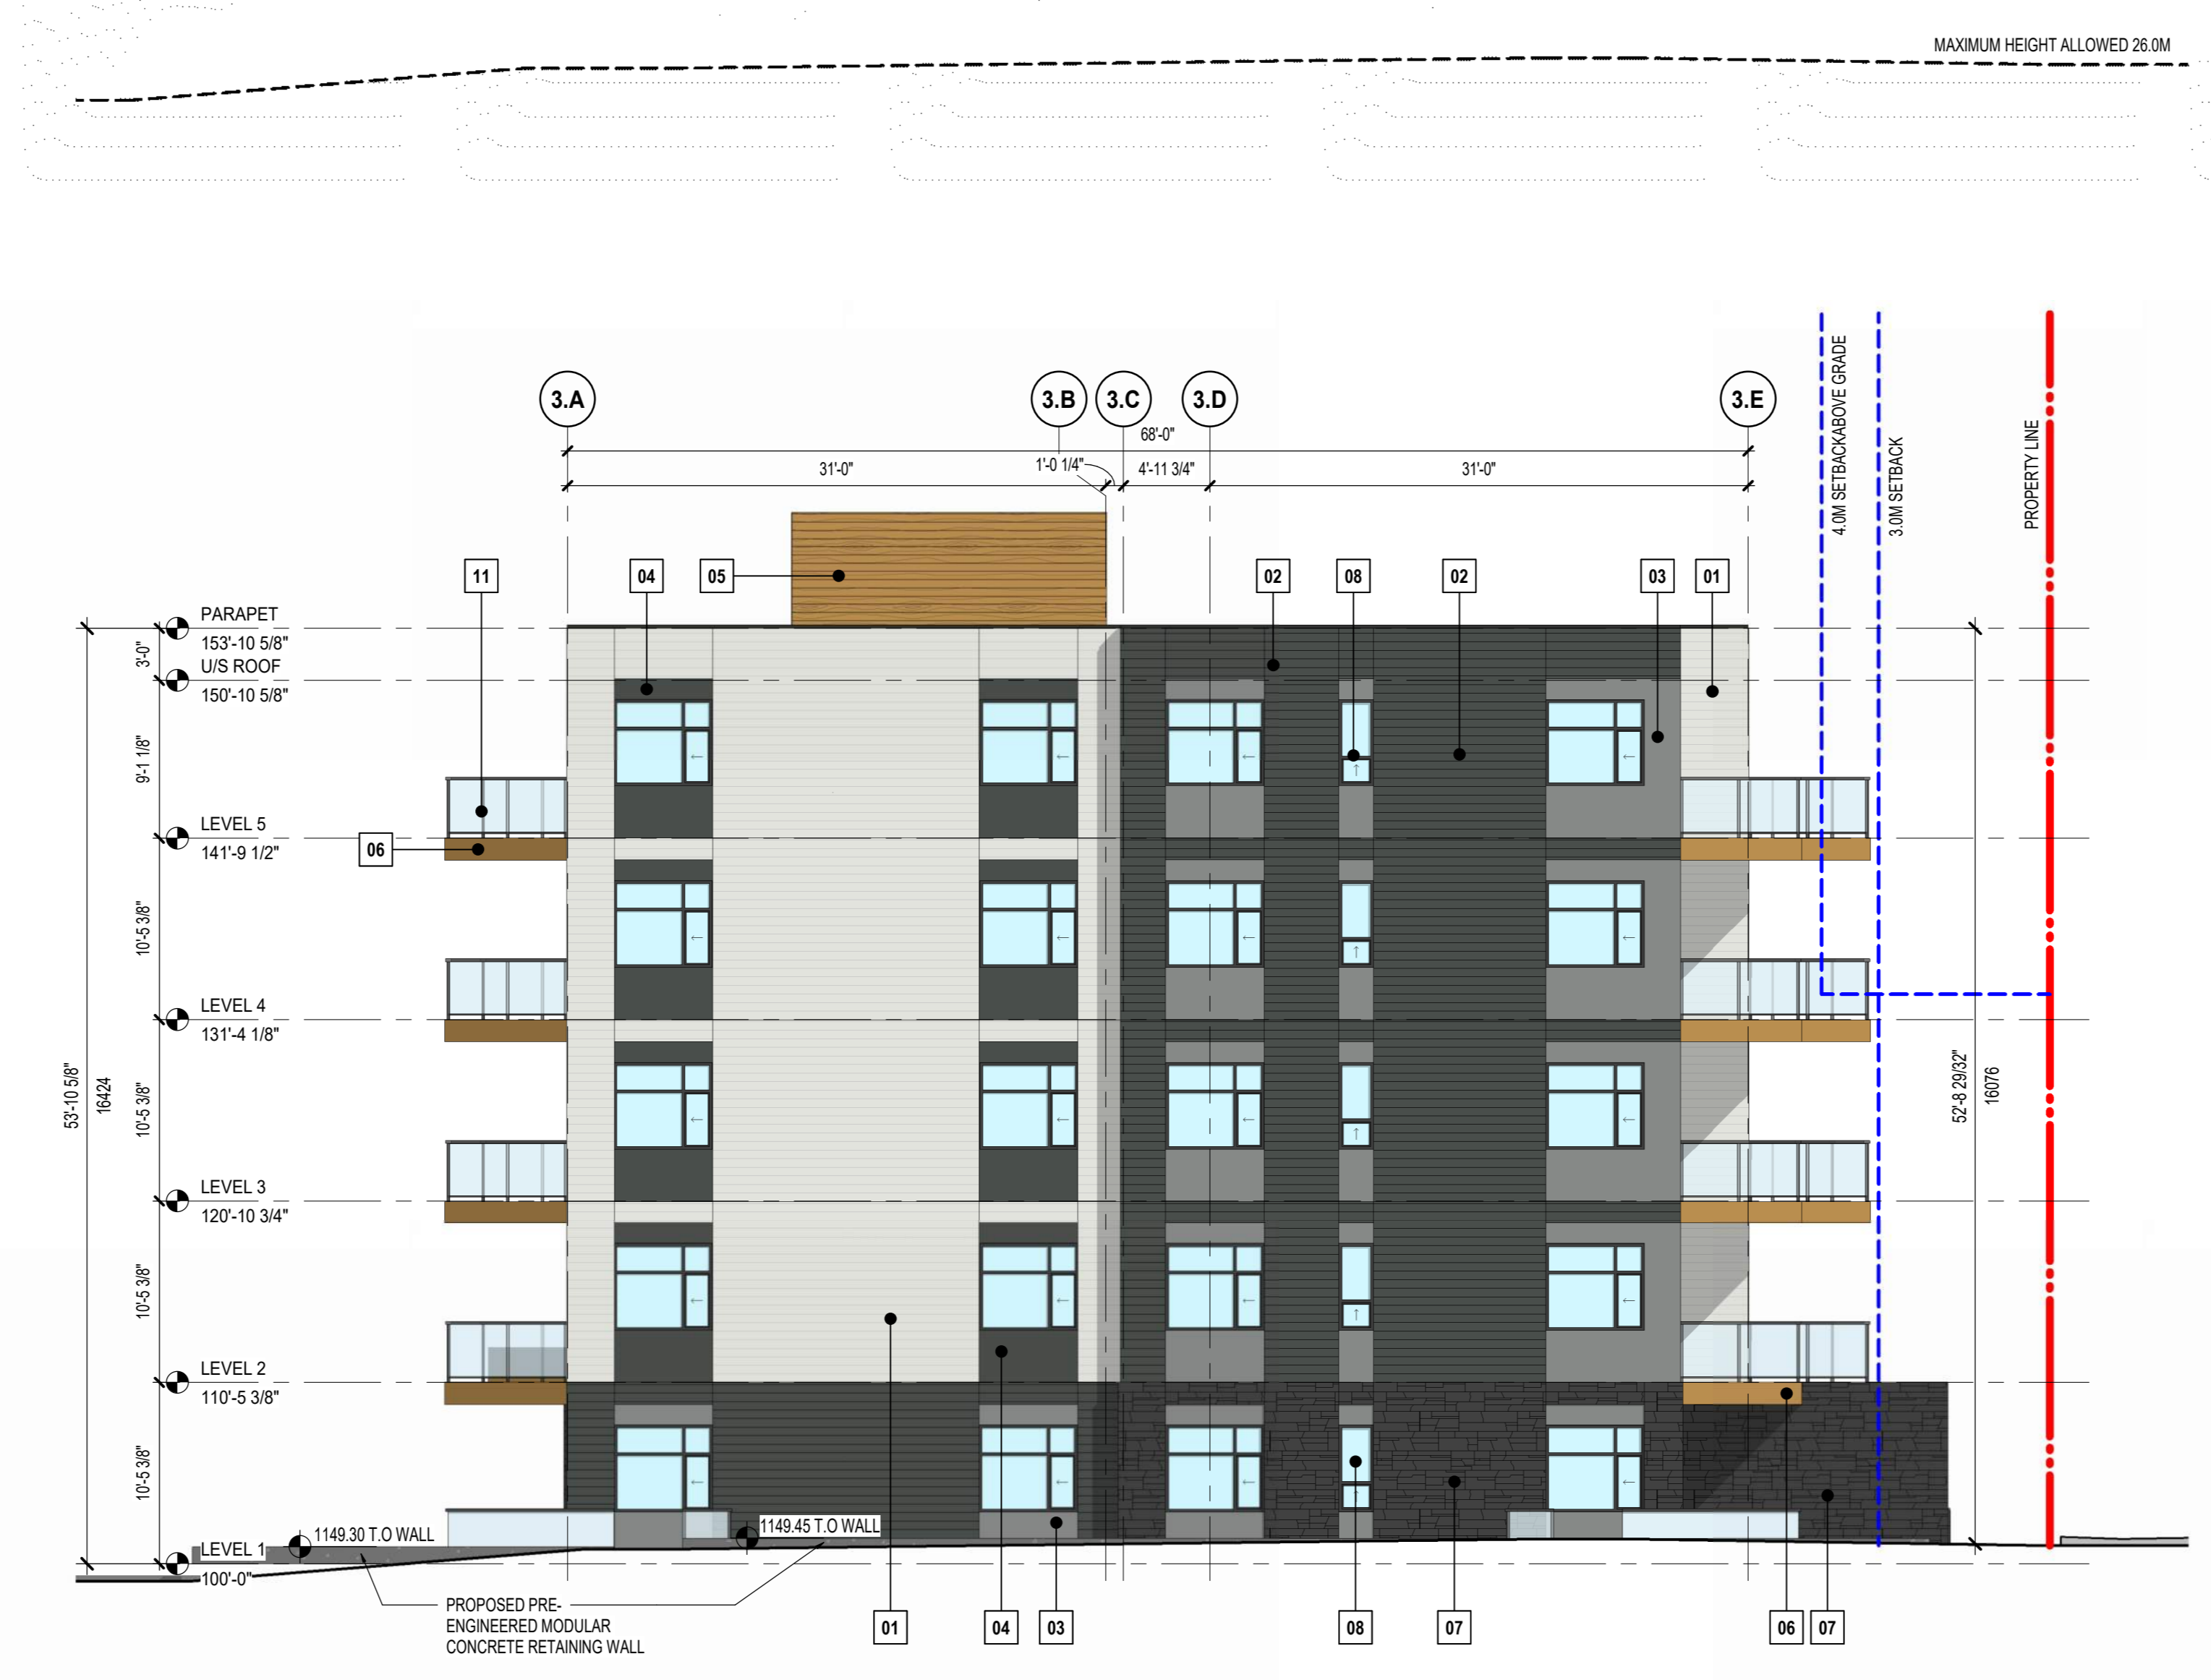 MAXIMUM HEIGHT ALLOWED 26.0M
4.0M SETBACKABOVE GRADE
3.0M SETBACK
PROPERTY LINE
3.A
3.B
3.C
3.D
3.E
68'-0"
31'-0"
1'-0 1/4"
4'-11 3/4"
31'-0"
11
04
05
02
08
02
03
01
PARAPET
153'-10 5/8"
3'-0"
U/S ROOF
150'-10 5/8"
9'-1 1/8"
LEVEL 5
141'-9 1/2"
06
10'-5 3/8"
LEVEL 4
131'-4 1/8"
53'-10 5/8"
16424
10'-5 3/8"
52'-8 29/32"
16076
LEVEL 3
120'-10 3/4"
10'-5 3/8"
LEVEL 2
110'-5 3/8"
10'-5 3/8"
1149.30 T.O WALL
1149.45 T.O WALL
LEVEL 1
100'-0"
PROPOSED PRE-
ENGINEERED MODULAR
CONCRETE RETAINING WALL
01
04
03
08
07
06
07